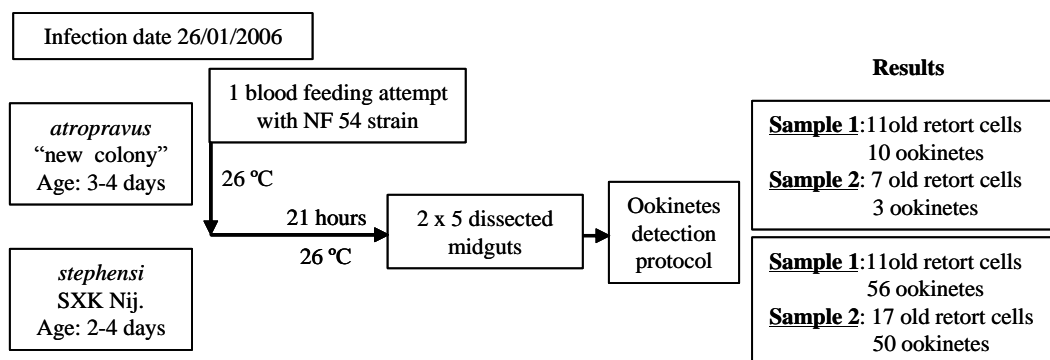 Infection date 26/01/2006
1 blood feeding attempt
with NF 54 strain
atropravus
“new colony”
Age: 3-4 days
26 ºC
21 hours
26 ºC
stephensi
SXK Nij.
Age: 2-4 days
2 x 5 dissected
midguts
Ookinetes
detection
protocol
Results
Sample 1:11old retort cells
10 ookinetes
Sample 2: 7 old retort cells
3 ookinetes
Sample 1:11old retort cells
56 ookinetes
Sample 2: 17 old retort cells
50 ookinetes